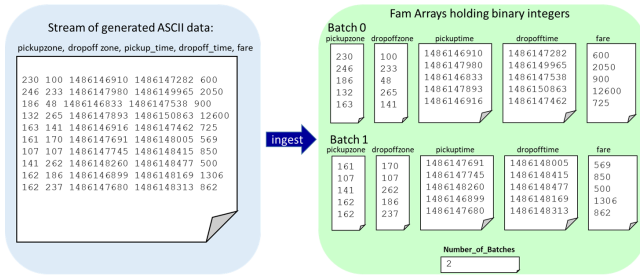 Stream of generated ASCII data:
pickupzone, dropoff zone, pickup_time, dropoff_time, fare
230 100 1486146910 1486147282 600
246 233 1486147980 1486149965 2050
186 48 1486146833 1486147538 900
132 265 1486147893 1486150863 12600
163 141 1486146916 1486147462 725
161 170 1486147691 1486148005 569
107 107 1486147745 1486148415 850
141 262 1486148260 1486148477 500
162 186 1486146899 1486148169 1306
162 237 1486147680 1486148313 862
ingest
Fam Arrays holding binary integers
Batch 0
pickupzone dropoffzone pickuptime dropofftime fare
230 100 1486146910 1486147282 600
246 233 1486147980 1486149965 2050
186 48 1486146833 1486147538 900
132 265 1486147893 1486150863 12600
163 141 1486146916 1486147462 725
Batch 1
pickupzone dropoffzone pickuptime dropofftime fare
161 170 1486147691 1486148005 569
107 107 1486147745 1486148415 850
141 262 1486148260 1486148477 500
162 186 1486146899 1486148169 1306
162 237 1486147680 1486148313 862
Number_of_Batches
2